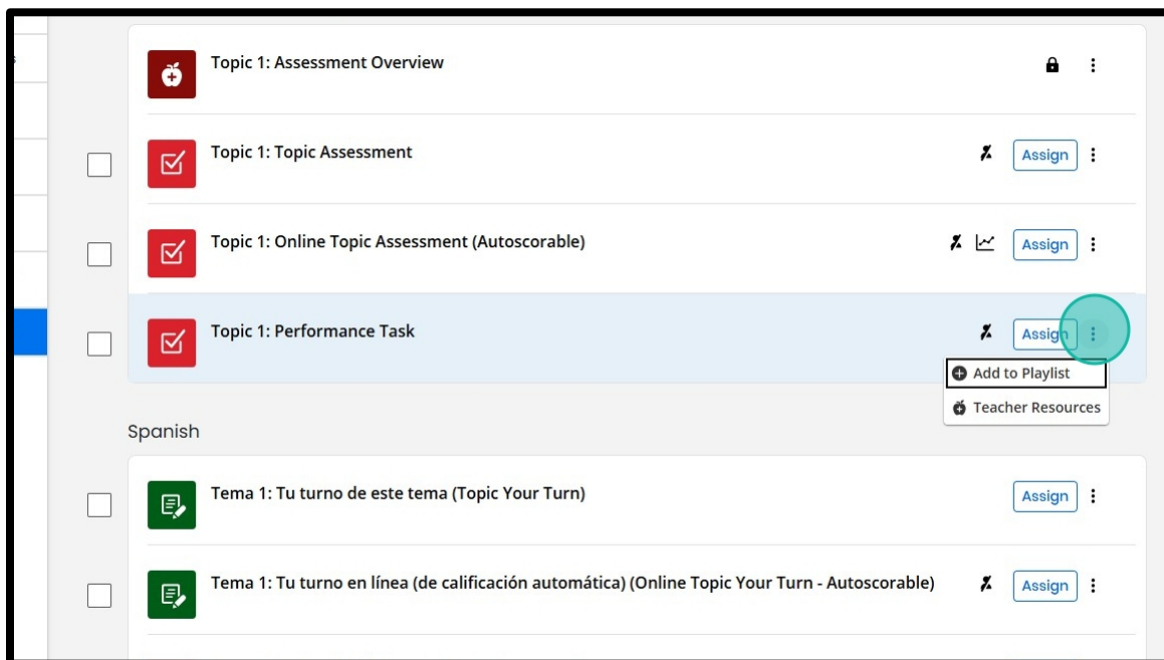 s
Topic 1: Assessment Overview
Topic 1: Topic Assessment
Assign
Topic 1: Online Topic Assessment (Autoscorable)
Assign
Topic 1: Performance Task
Assign
Add to Playlist
Teacher Resources
Spanish
Tema 1: Tu turno de este tema (Topic Your Turn)
Assign
Tema 1: Tu turno en línea (de calificación automática) (Online Topic Your Turn - Autoscorable)
Assign